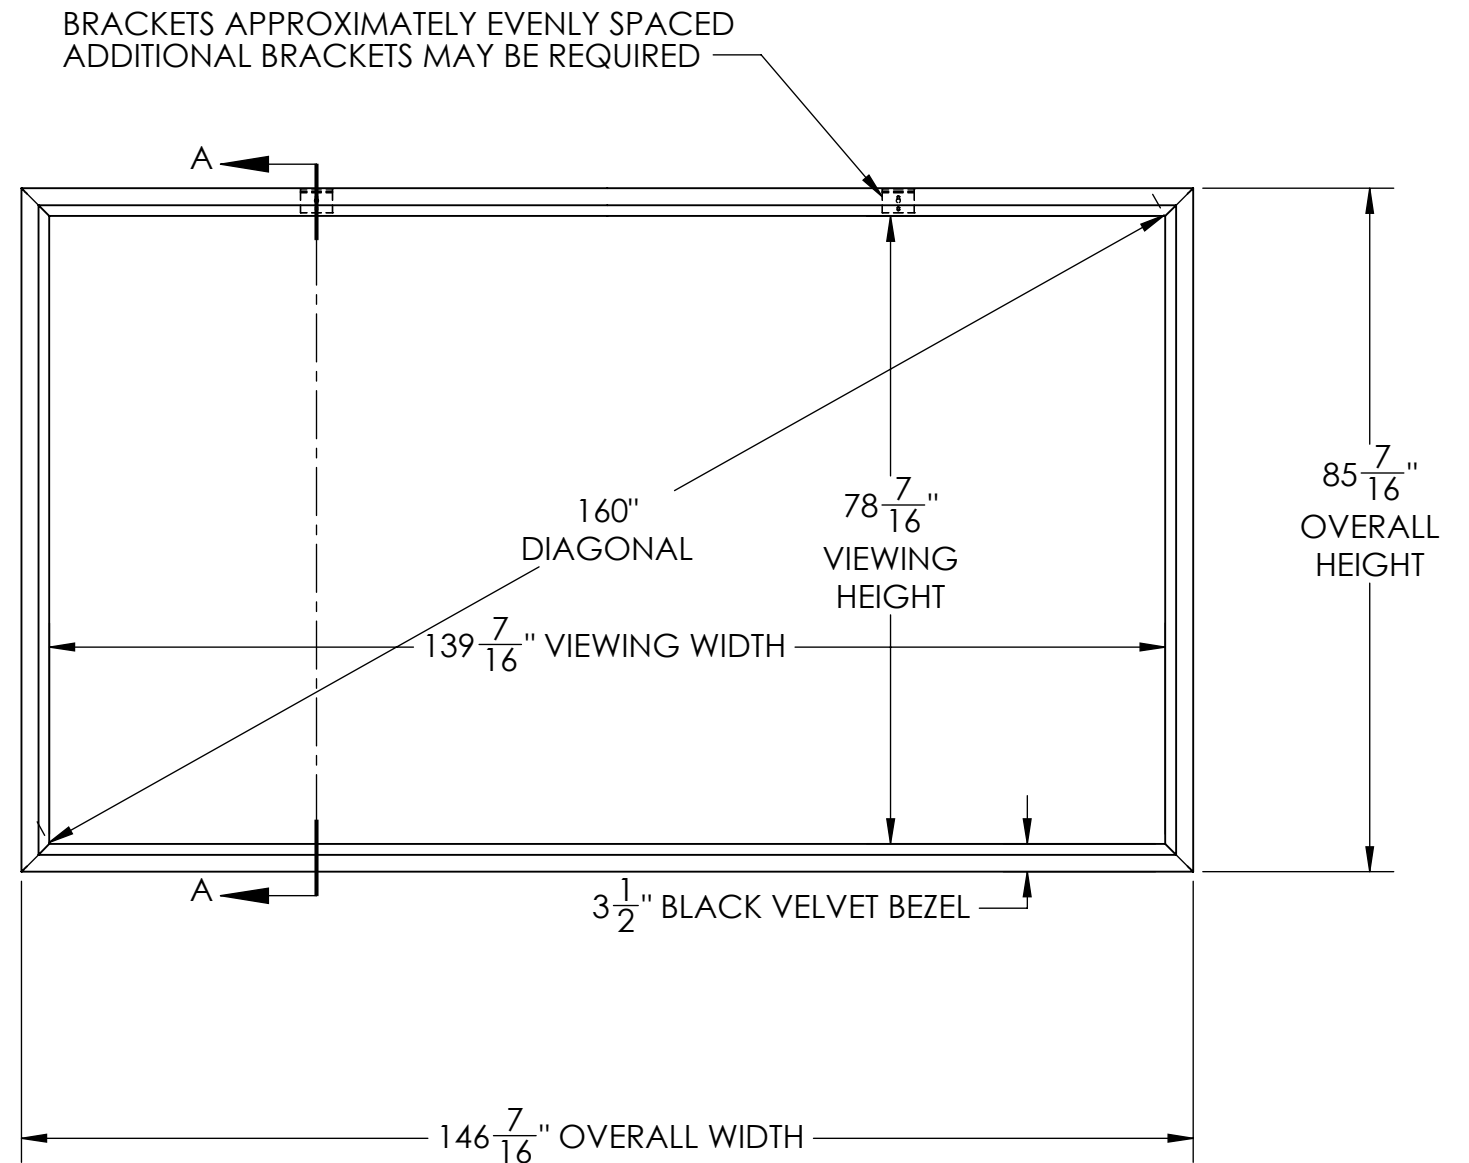 BRACKETS APPROXIMATELY EVENLY SPACED
ADDITIONAL BRACKETS MAY BE REQUIRED
A
160"
DIAGONAL
78 7/16"
VIEWING
HEIGHT
85 7/16"
OVERALL
HEIGHT
139 7/16" VIEWING WIDTH
A
3 1/2" BLACK VELVET BEZEL
146 7/16" OVERALL WIDTH